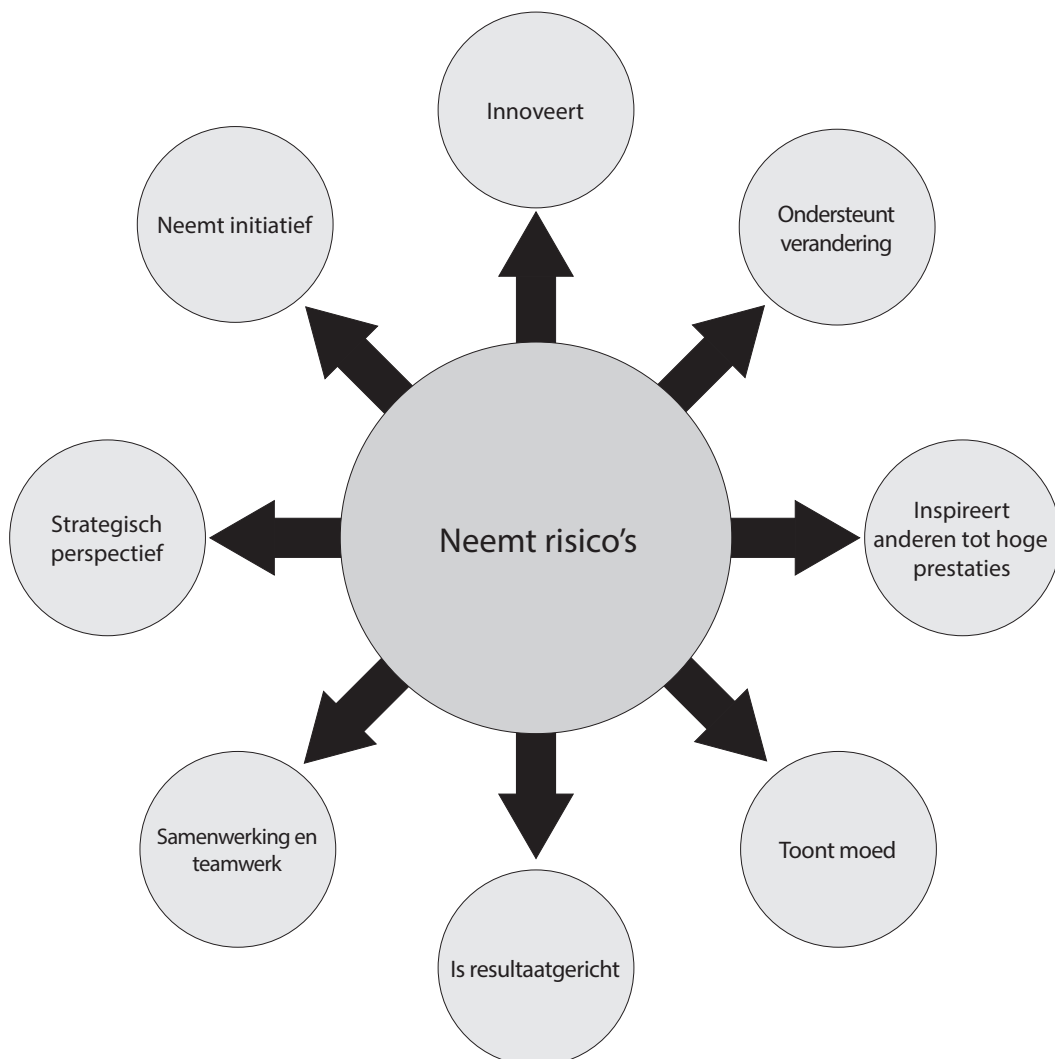 Innoveert
Neemt initiatief
Ondersteunt
verandering
Strategisch
perspectief
Neemt risico’s
Inspireert
anderen tot hoge
prestaties
Samenwerking en
teamwerk
Toont moed
Is resultaatgericht